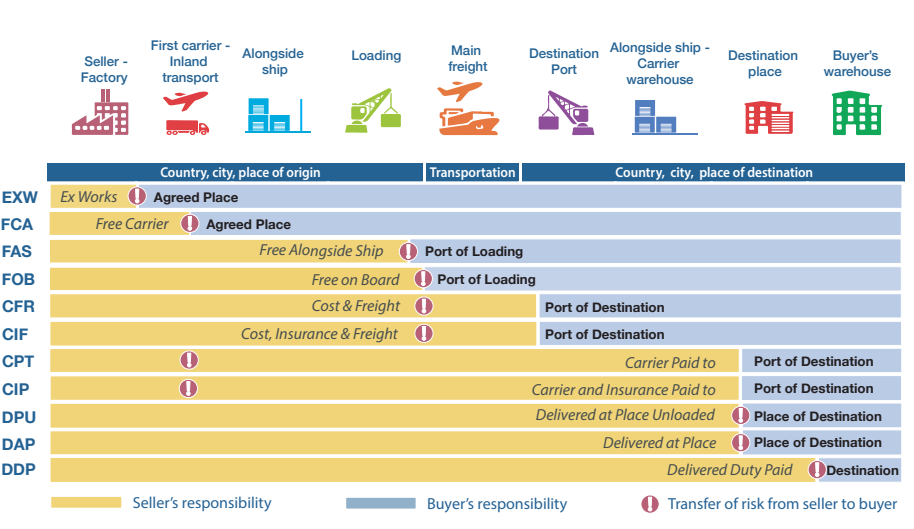 Seller -
Factory
First carrier -
Inland
transport
Alongside
ship
Loading
Main
freight
Destination
Port
Alongside ship -
Carrier
warehouse
Destination
place
Buyer's
warehouse
Country, city, place of origin
Transportation
Country, city, place of destination
EXW Ex Works Agreed Place
FCA Free Carrier Agreed Place
FAS Free Alongside Ship Port of Loading
FOB Free on Board Port of Loading
CFR Cost & Freight Port of Destination
CIF Cost, Insurance & Freight Port of Destination
CPT Carrier Paid to Port of Destination
CIP Carrier and Insurance Paid to Port of Destination
DPU Delivered at Place Unloaded Place of Destination
DAP Delivered at Place Place of Destination
DDP Delivered Duty Paid Destination
Seller's responsibility
Buyer's responsibility
Transfer of risk from seller to buyer